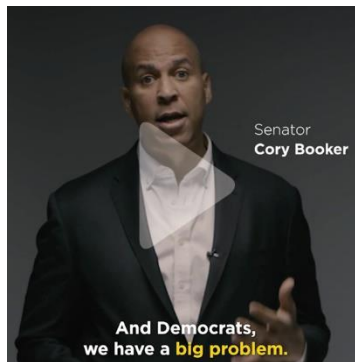 Senator
Cory Booker
And Democrats,
we have a big problem.